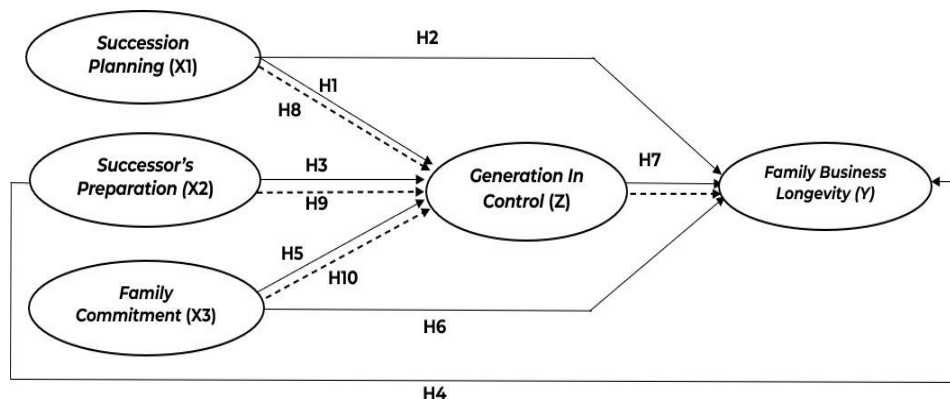 Succession
Planning (X1)
H2
H1
H8
Successor's
Preparation (X2)
H3
H9
Generation In
Control (Z)
H7
Family Business
Longevity (Y)
H5
H10
Family
Commitment (X3)
H6
H4